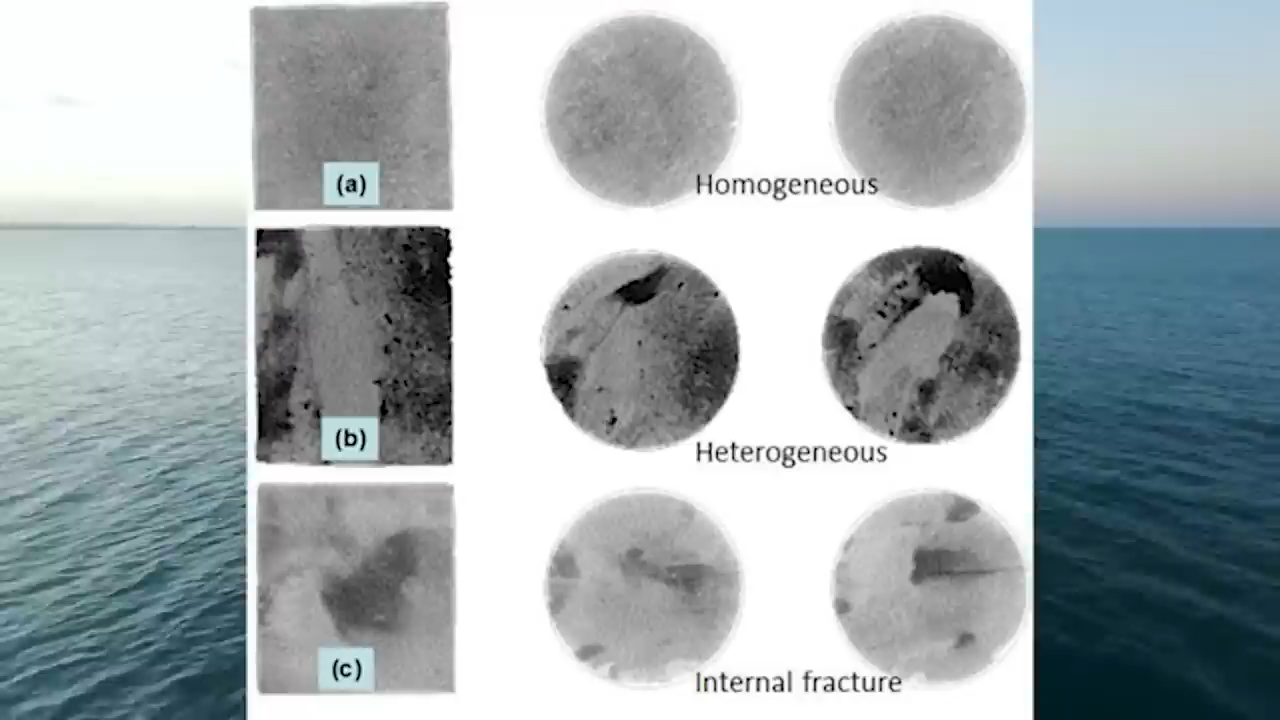 (a)
Homogeneous
(b)
Heterogeneous
(c)
Internal fracture